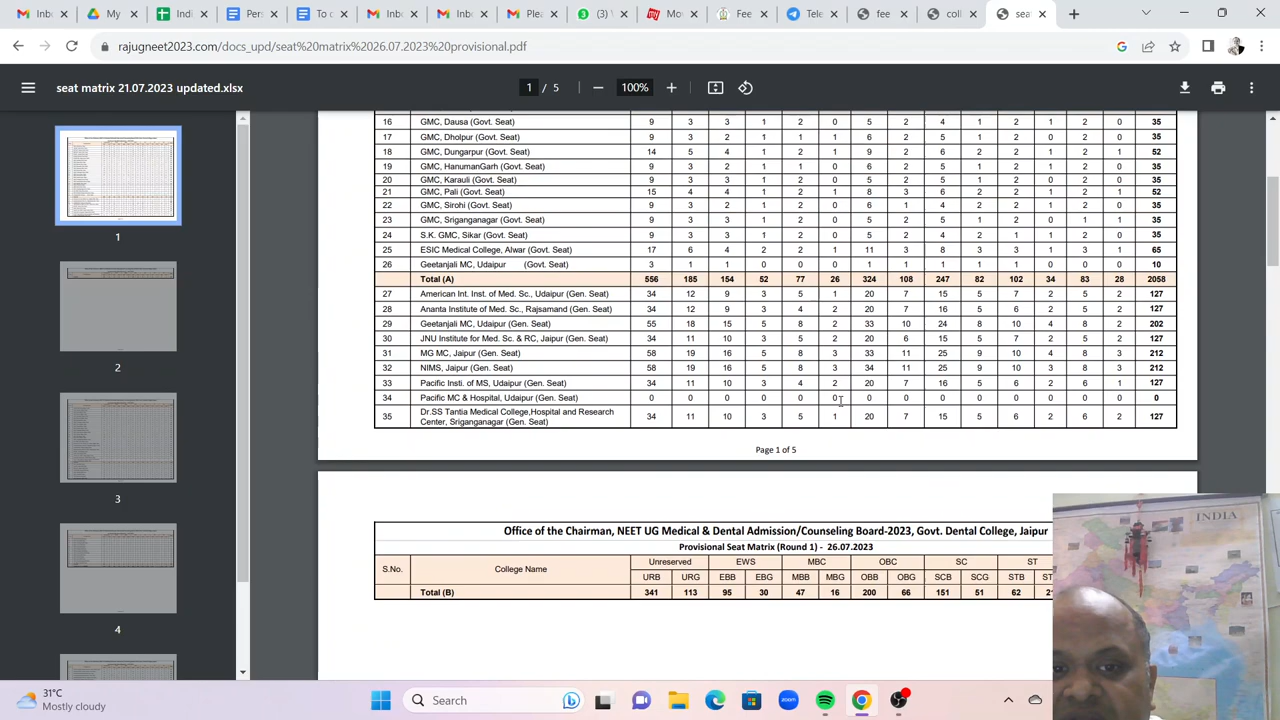 Inb
My
Indi
Pers
To c
Inb
Inb
Plea
(3) V
Mo
Fee
Tele
fee
coll
seat
rajugneet2023.com/docs_upd/seat%20matrix%2026.07.2023%20provisional.pdf
seat matrix 21.07.2023 updated.xlsx 1 / 5 100%
16 GMC, Dausa (Govt. Seat) 9 3 3 1 2 0 5 2 4 1 2 1 2 0 35
17 GMC, Dholpur (Govt. Seat) 9 3 2 1 1 1 6 2 5 1 2 0 2 0 35
18 GMC, Dungarpur (Govt. Seat) 14 5 4 1 2 1 9 2 6 2 2 1 2 1 52
19 GMC, HanumanGarh (Govt. Seat) 9 3 2 1 1 0 6 2 5 1 2 1 2 0 35
20 GMC, Karauli (Govt. Seat) 9 3 3 1 1 0 5 2 5 1 2 0 2 0 35
21 GMC, Pali (Govt. Seat) 15 4 4 1 2 1 8 3 6 2 2 1 2 1 52
22 GMC, Sirohi (Govt. Seat) 9 3 2 1 2 0 6 1 4 2 2 1 2 0 35
23 GMC, Sriganganagar (Govt. Seat) 9 3 3 1 2 0 5 2 5 1 2 0 1 1 35
24 S.K. GMC, Sikar (Govt. Seat) 9 3 3 1 2 0 5 2 4 2 1 1 2 0 35
25 ESIC Medical College, Alwar (Govt. Seat) 17 6 4 2 2 1 11 3 8 3 3 1 3 1 65
26 Geetanjali MC, Udaipur (Govt. Seat) 3 1 1 0 0 0 1 1 1 1 1 0 0 0 10
Total (A) 556 185 154 52 77 26 324 108 247 82 102 34 83 28 2058
27 American Int. Inst. of Med. Sc., Udaipur (Gen. Seat) 34 12 9 3 5 1 20 7 15 5 7 2 5 2 127
28 Ananta Institute of Med. Sc., Rajsamand (Gen. Seat) 34 12 9 3 4 2 20 7 16 5 6 2 5 2 127
29 Geetanjali MC, Udaipur (Gen. Seat) 55 18 15 5 8 2 33 10 24 8 10 4 8 2 202
30 JNU Institute for Med. Sc. & RC, Jaipur (Gen. Seat) 34 11 10 3 5 2 20 6 15 5 7 2 5 2 127
31 MG MC, Jaipur (Gen. Seat) 58 19 16 5 8 3 33 11 25 9 10 4 8 3 212
32 NIMS, Jaipur (Gen. Seat) 58 19 16 5 8 3 34 11 25 9 10 3 8 3 212
33 Pacific Insti. of MS, Udaipur (Gen. Seat) 34 11 10 3 4 2 20 7 16 5 6 2 6 1 127
34 Pacific MC & Hospital, Udaipur (Gen. Seat) 0 0 0 0 0 0 0 0 0 0 0 0 0 0 0
35 Dr.SS Tantia Medical College,Hospital and Research
Center, Sriganganagar (Gen. Seat) 34 11 10 3 5 1 20 7 15 5 6 2 6 2 127
Page 1 of 5
Office of the Chairman, NEET UG Medical & Dental Admission/Counseling Board-2023, Govt. Dental College, Jaipur
Provisional Seat Matrix (Round 1) - 26.07.2023
S.No. College Name Unreserved EWS MBC OBC SC ST
URB URG EBB EBG MBB MBG OBB OBG SCB SCG STB
Total (B) 341 113 95 30 47 16 200 66 151 51 62
1
2
3
4
INDIA
31°C
Mostly cloudy
Search
zoom